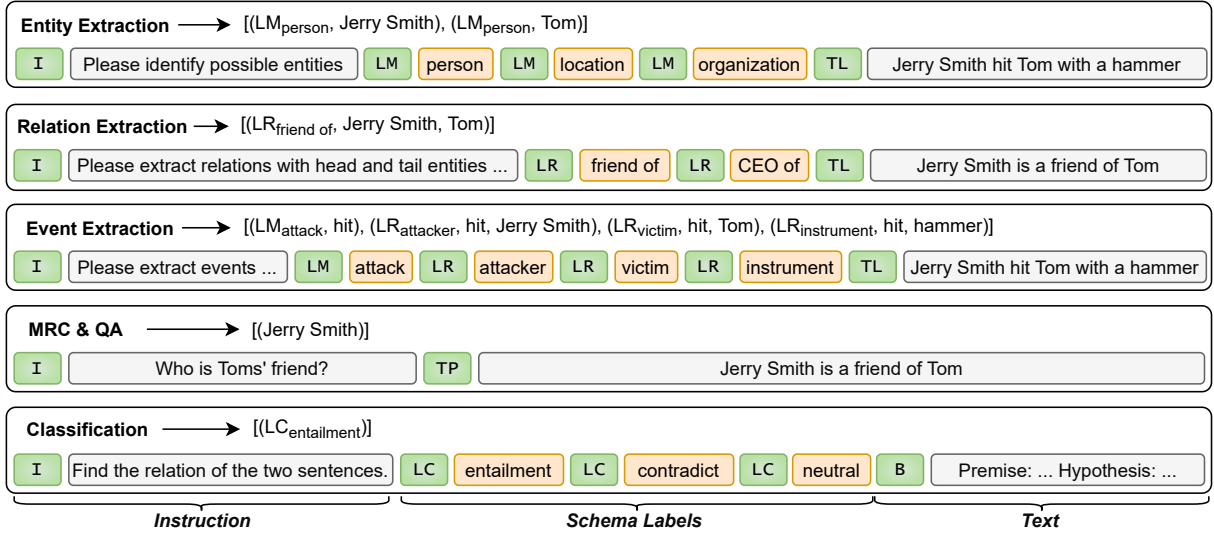 Entity Extraction [(LMperson, Jerry Smith), (LMperson, Tom)]
I Please identify possible entities LM person LM location LM organization TL Jerry Smith hit Tom with a hammer
Relation Extraction [(LRfriend of, Jerry Smith, Tom)]
I Please extract relations with head and tail entities ... LR friend of LR CEO of TL Jerry Smith is a friend of Tom
Event Extraction [(LMattack, hit), (LRattacker, hit, Jerry Smith), (LRvictim, hit, Tom), (LRinstrument, hit, hammer)]
I Please extract events ... LM attack LR attacker LR victim LR instrument TL Jerry Smith hit Tom with a hammer
MRC & QA [(Jerry Smith)]
I Who is Toms' friend? TP Jerry Smith is a friend of Tom
Classification [(LCentailment)]
I Find the relation of the two sentences. LC entailment LC contradict LC neutral B Premise: ... Hypothesis: ...
Instruction Schema Labels Text